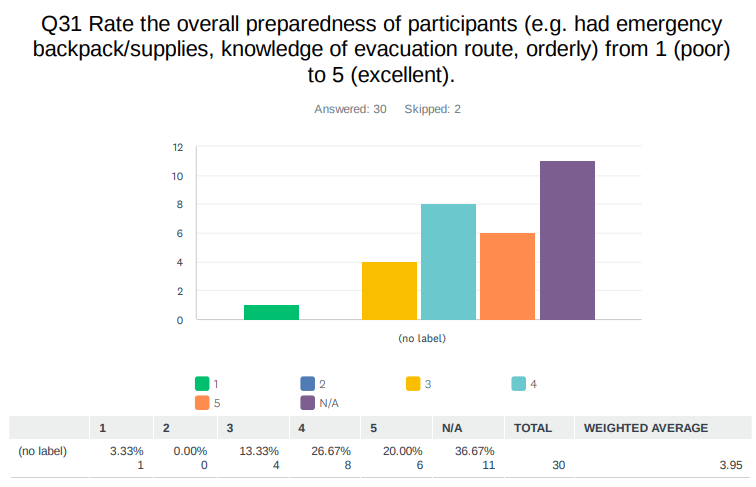 Q31 Rate the overall preparedness of participants (e.g. had emergency
backpack/supplies, knowledge of evacuation route, orderly) from 1 (poor)
to 5 (excellent).
Answered: 30 Skipped: 2
12
10
8
6
4
2
0
(no label)
1 2 3 4
5 N/A
1 2 3 4 5 N/A TOTAL WEIGHTED AVERAGE
(no label) 3.33% 0.00% 13.33% 26.67% 20.00% 36.67%
1 0 4 8 6 11 30 3.95